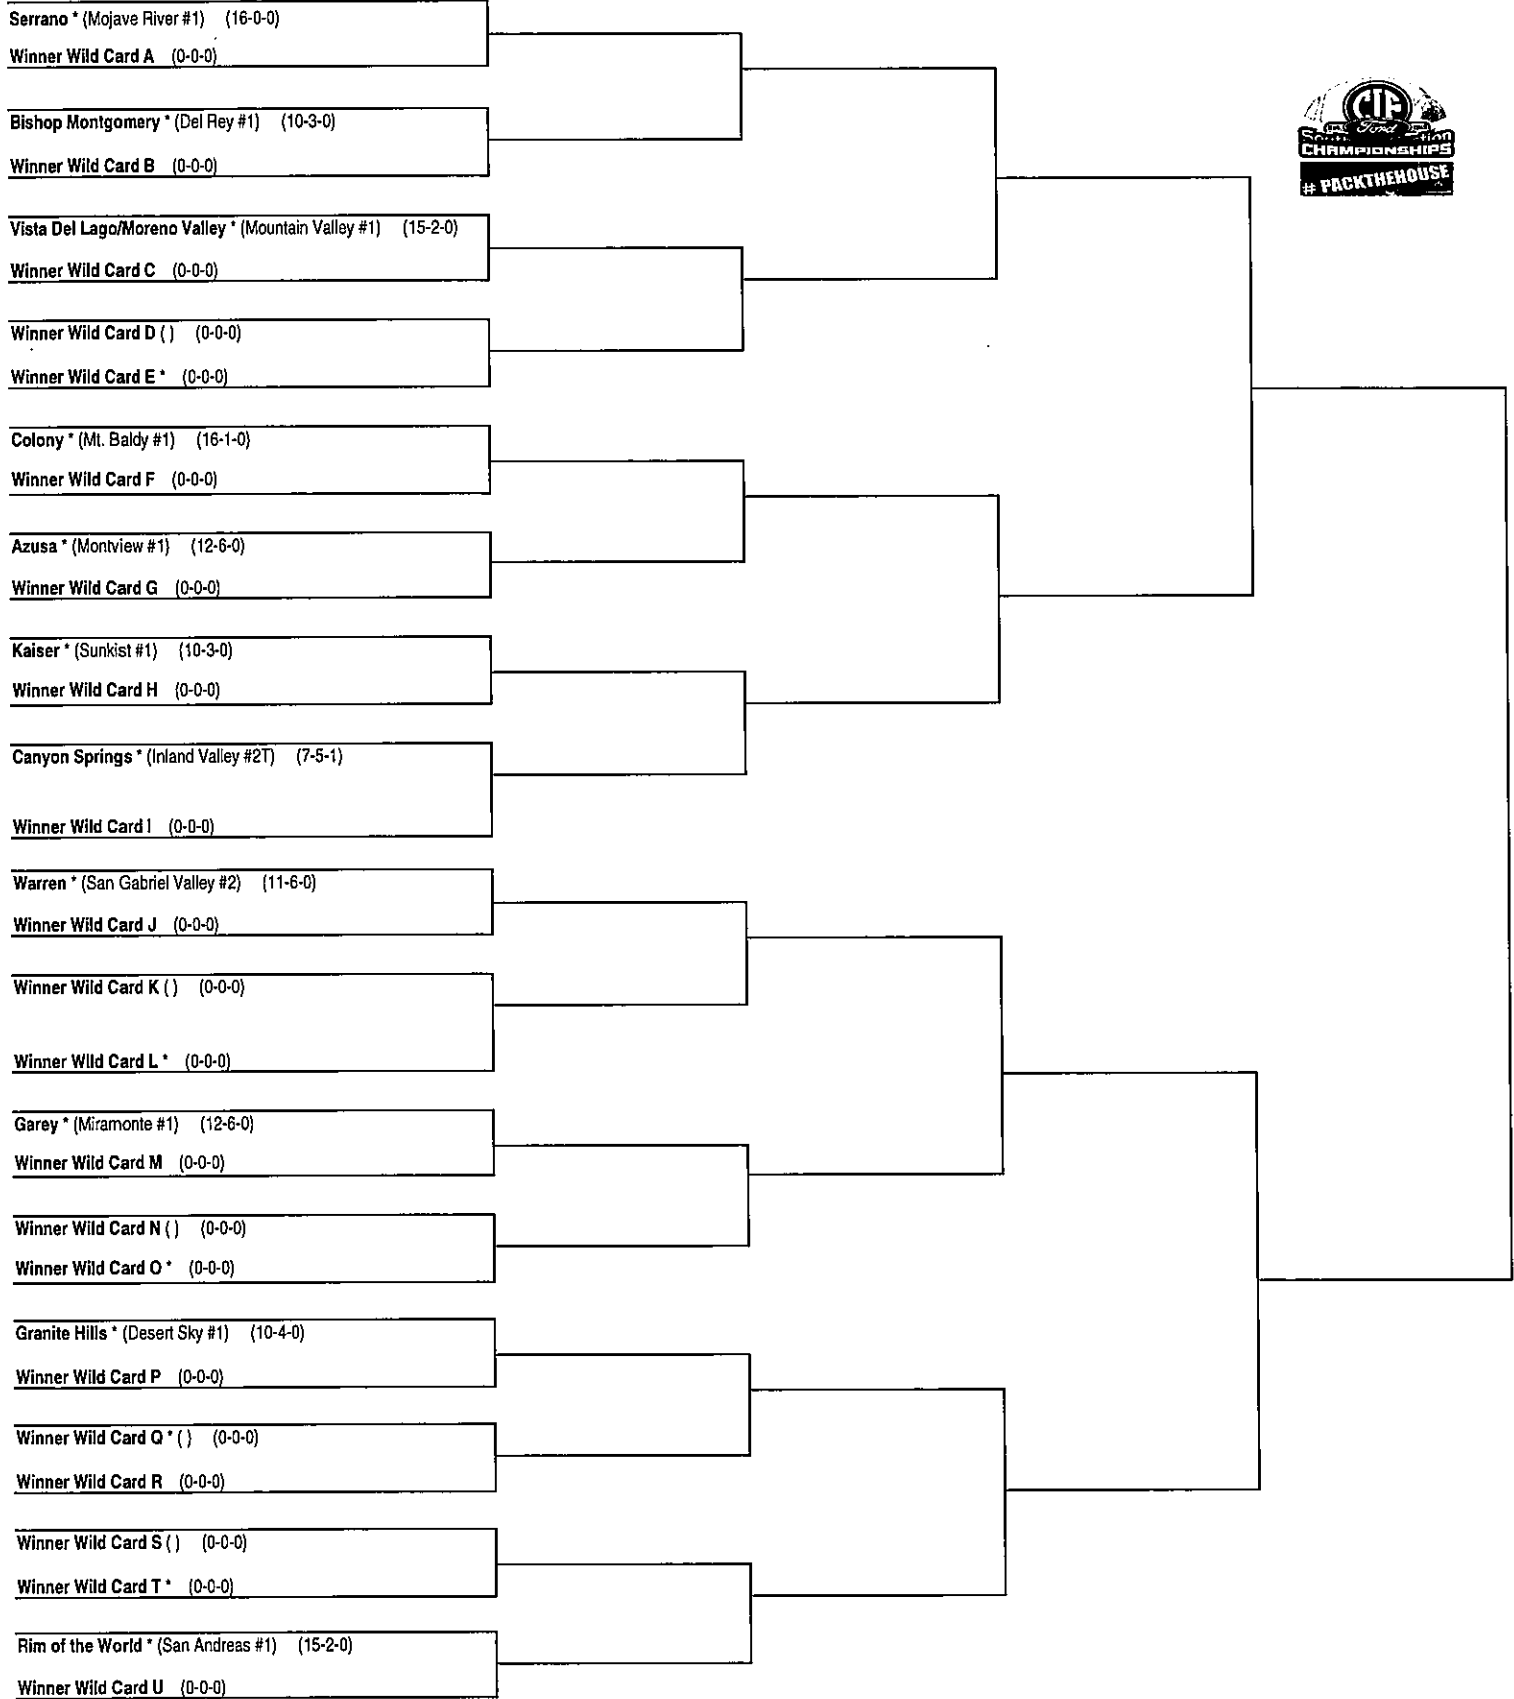 Serrano * (Mojave River #1) (16-0-0)
Winner Wild Card A (0-0-0)
Bishop Montgomery * (Del Rey #1) (10-3-0)
Winner Wild Card B (0-0-0)
Vista Del Lago/Moreno Valley * (Mountain Valley #1) (15-2-0)
Winner Wild Card C (0-0-0)
Winner Wild Card D ( ) (0-0-0)
Winner Wild Card E * (0-0-0)
Colony * (Mt. Baldy #1) (16-1-0)
Winner Wild Card F (0-0-0)
Azusa * (Montview #1) (12-6-0)
Winner Wild Card G (0-0-0)
Kaiser * (Sunkist #1) (10-3-0)
Winner Wild Card H (0-0-0)
Canyon Springs * (Inland Valley #2T) (7-5-1)
Winner Wild Card I (0-0-0)
Warren * (San Gabriel Valley #2) (11-6-0)
Winner Wild Card J (0-0-0)
Winner Wild Card K ( ) (0-0-0)
Winner Wild Card L * (0-0-0)
Garey * (Miramonte #1) (12-6-0)
Winner Wild Card M (0-0-0)
Winner Wild Card N ( ) (0-0-0)
Winner Wild Card O * (0-0-0)
Granite Hills * (Desert Sky #1) (10-4-0)
Winner Wild Card P (0-0-0)
Winner Wild Card Q * ( ) (0-0-0)
Winner Wild Card R (0-0-0)
Winner Wild Card S ( ) (0-0-0)
Winner Wild Card T * (0-0-0)
Rim of the World * (San Andreas #1) (15-2-0)
Winner Wild Card U (0-0-0)
CIF
Ford
CHAMPIONSHIPS
# PACKTHEHOUSE